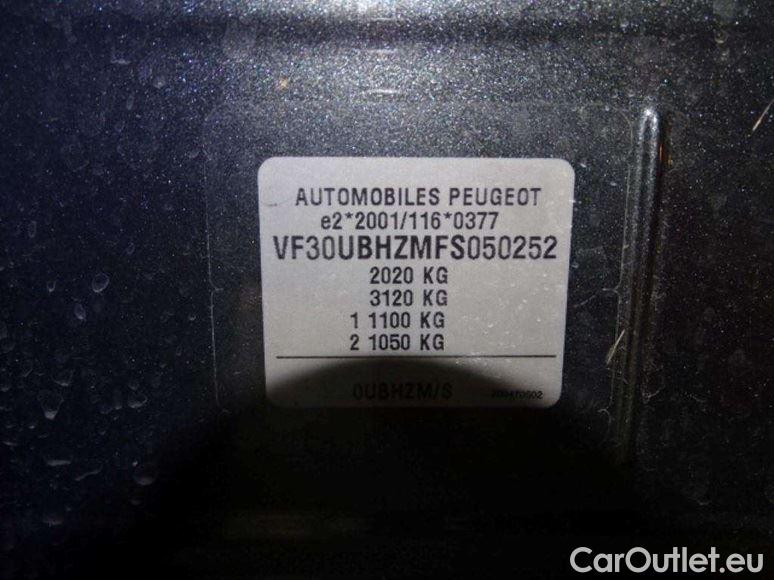 AUTOMOBILES PEUGEOT
e2*2001/116*0377
VF30UBHZMFS050252
2020 KG
3120 KG
1 1100 KG
2 1050 KG
0UBHZM/S
CarOutlet.eu